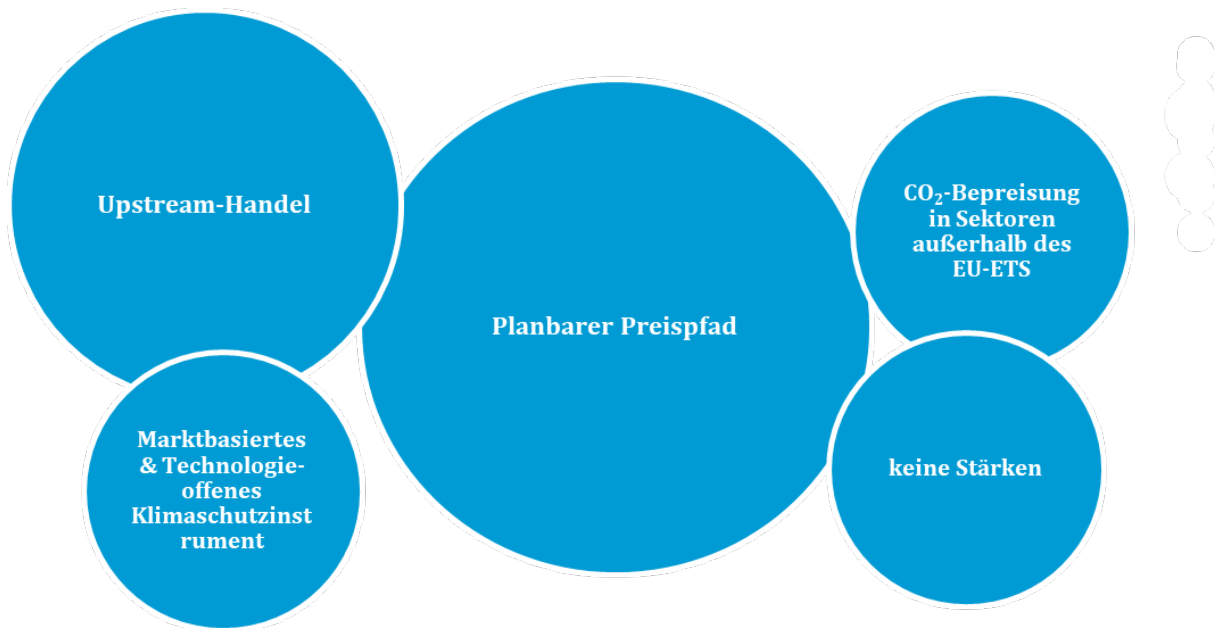 Upstream-Handel
Marktbasiertes
& Technologie-
offenes
Klimaschutzinst
rument
Planbarer Preispfad
CO₂-Bepreisung
in Sektoren
außerhalb des
EU-ETS
keine Stärken